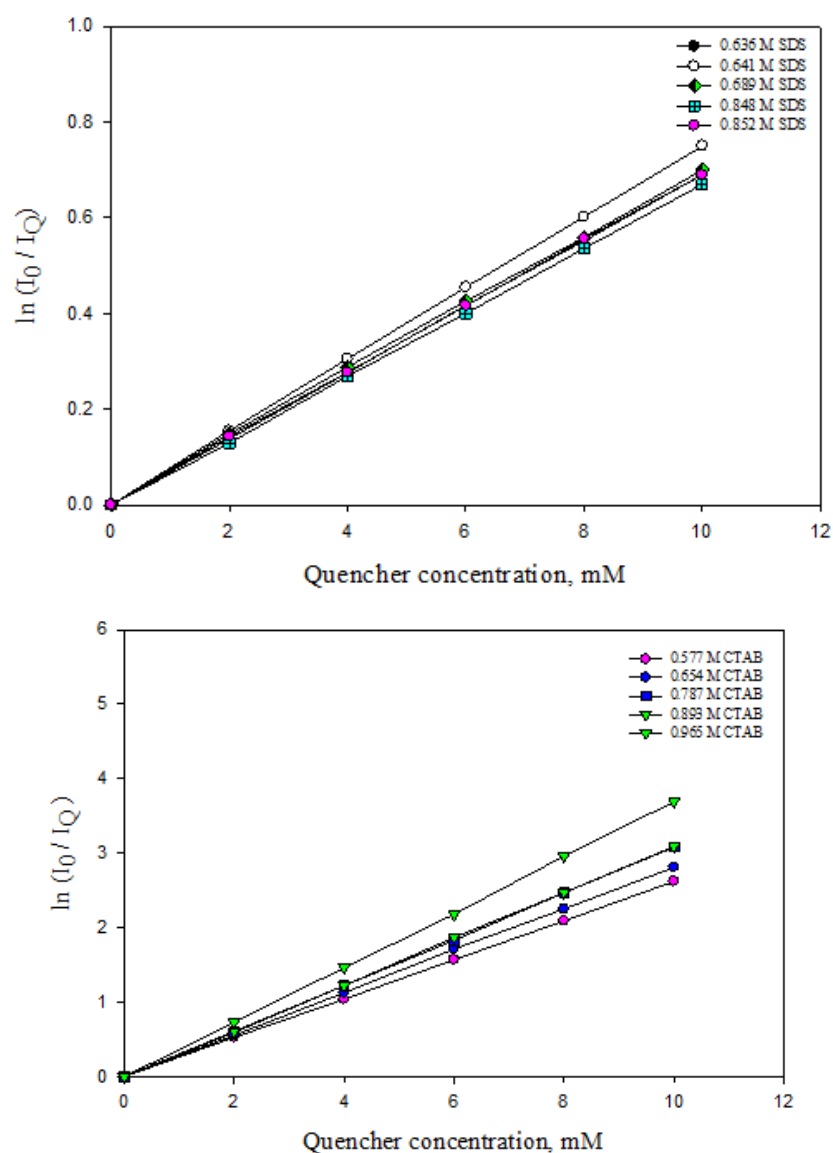 1.0
0.8
0.6
0.4
0.2
0.0
ln (I0 / IQ)
0.636 M SDS
0.641 M SDS
0.689 M SDS
0.848 M SDS
0.852 M SDS
0 2 4 6 8 10 12
Quencher concentration, mM
6
5
4
3
2
1
0
ln (I0 / IQ)
0.577 M CTAB
0.654 M CTAB
0.787 M CTAB
0.893 M CTAB
0.965 M CTAB
0 2 4 6 8 10 12
Quencher concentration, mM